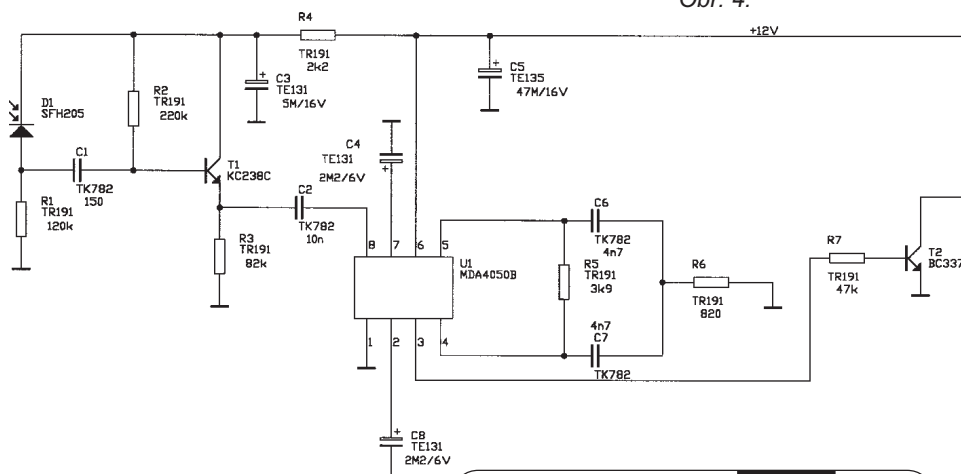 Obr. 4.
R4
TR191
2k2
+12V
C3
TE131
5M/16V
C5
TE135
47M/16V
D1
SFH205
R2
TR191
220k
C4
TE131
2M2/6V
C1
TK782
150
T1
KC238C
R1
TR191
120k
C2
TK782
10n
R3
TR191
82k
8
7
6
5
U1
MDA4050B
1
2
3
4
C6
TK782
4n7
R5
TR191
3k9
R6
TR191
820
4n7
C7
TK782
R7
TR191
47k
T2
BC337
C8
TE131
2M2/6V